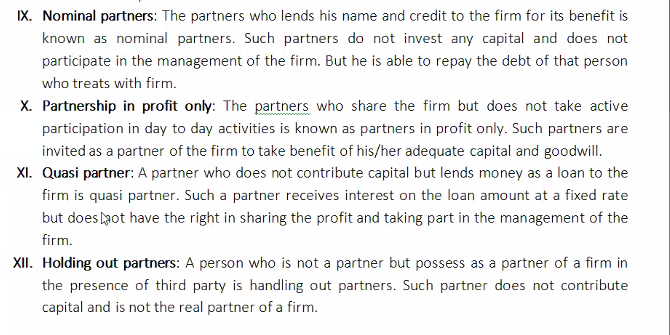 IX. Nominal partners: The partners who lends his name and credit to the firm for its benefit is
known as nominal partners. Such partners do not invest any capital and does not
participate in the management of the firm. But he is able to repay the debt of that person
who treats with firm.
X. Partnership in profit only: The partners who share the firm but does not take active
participation in day to day activities is known as partners in profit only. Such partners are
invited as a partner of the firm to take benefit of his/her adequate capital and goodwill.
XI. Quasi partner: A partner who does not contribute capital but lends money as a loan to the
firm is quasi partner. Such a partner receives interest on the loan amount at a fixed rate
but does not have the right in sharing the profit and taking part in the management of the
firm.
XII. Holding out partners: A person who is not a partner but possess as a partner of a firm in
the presence of third party is handling out partners. Such partner does not contribute
capital and is not the real partner of a firm.